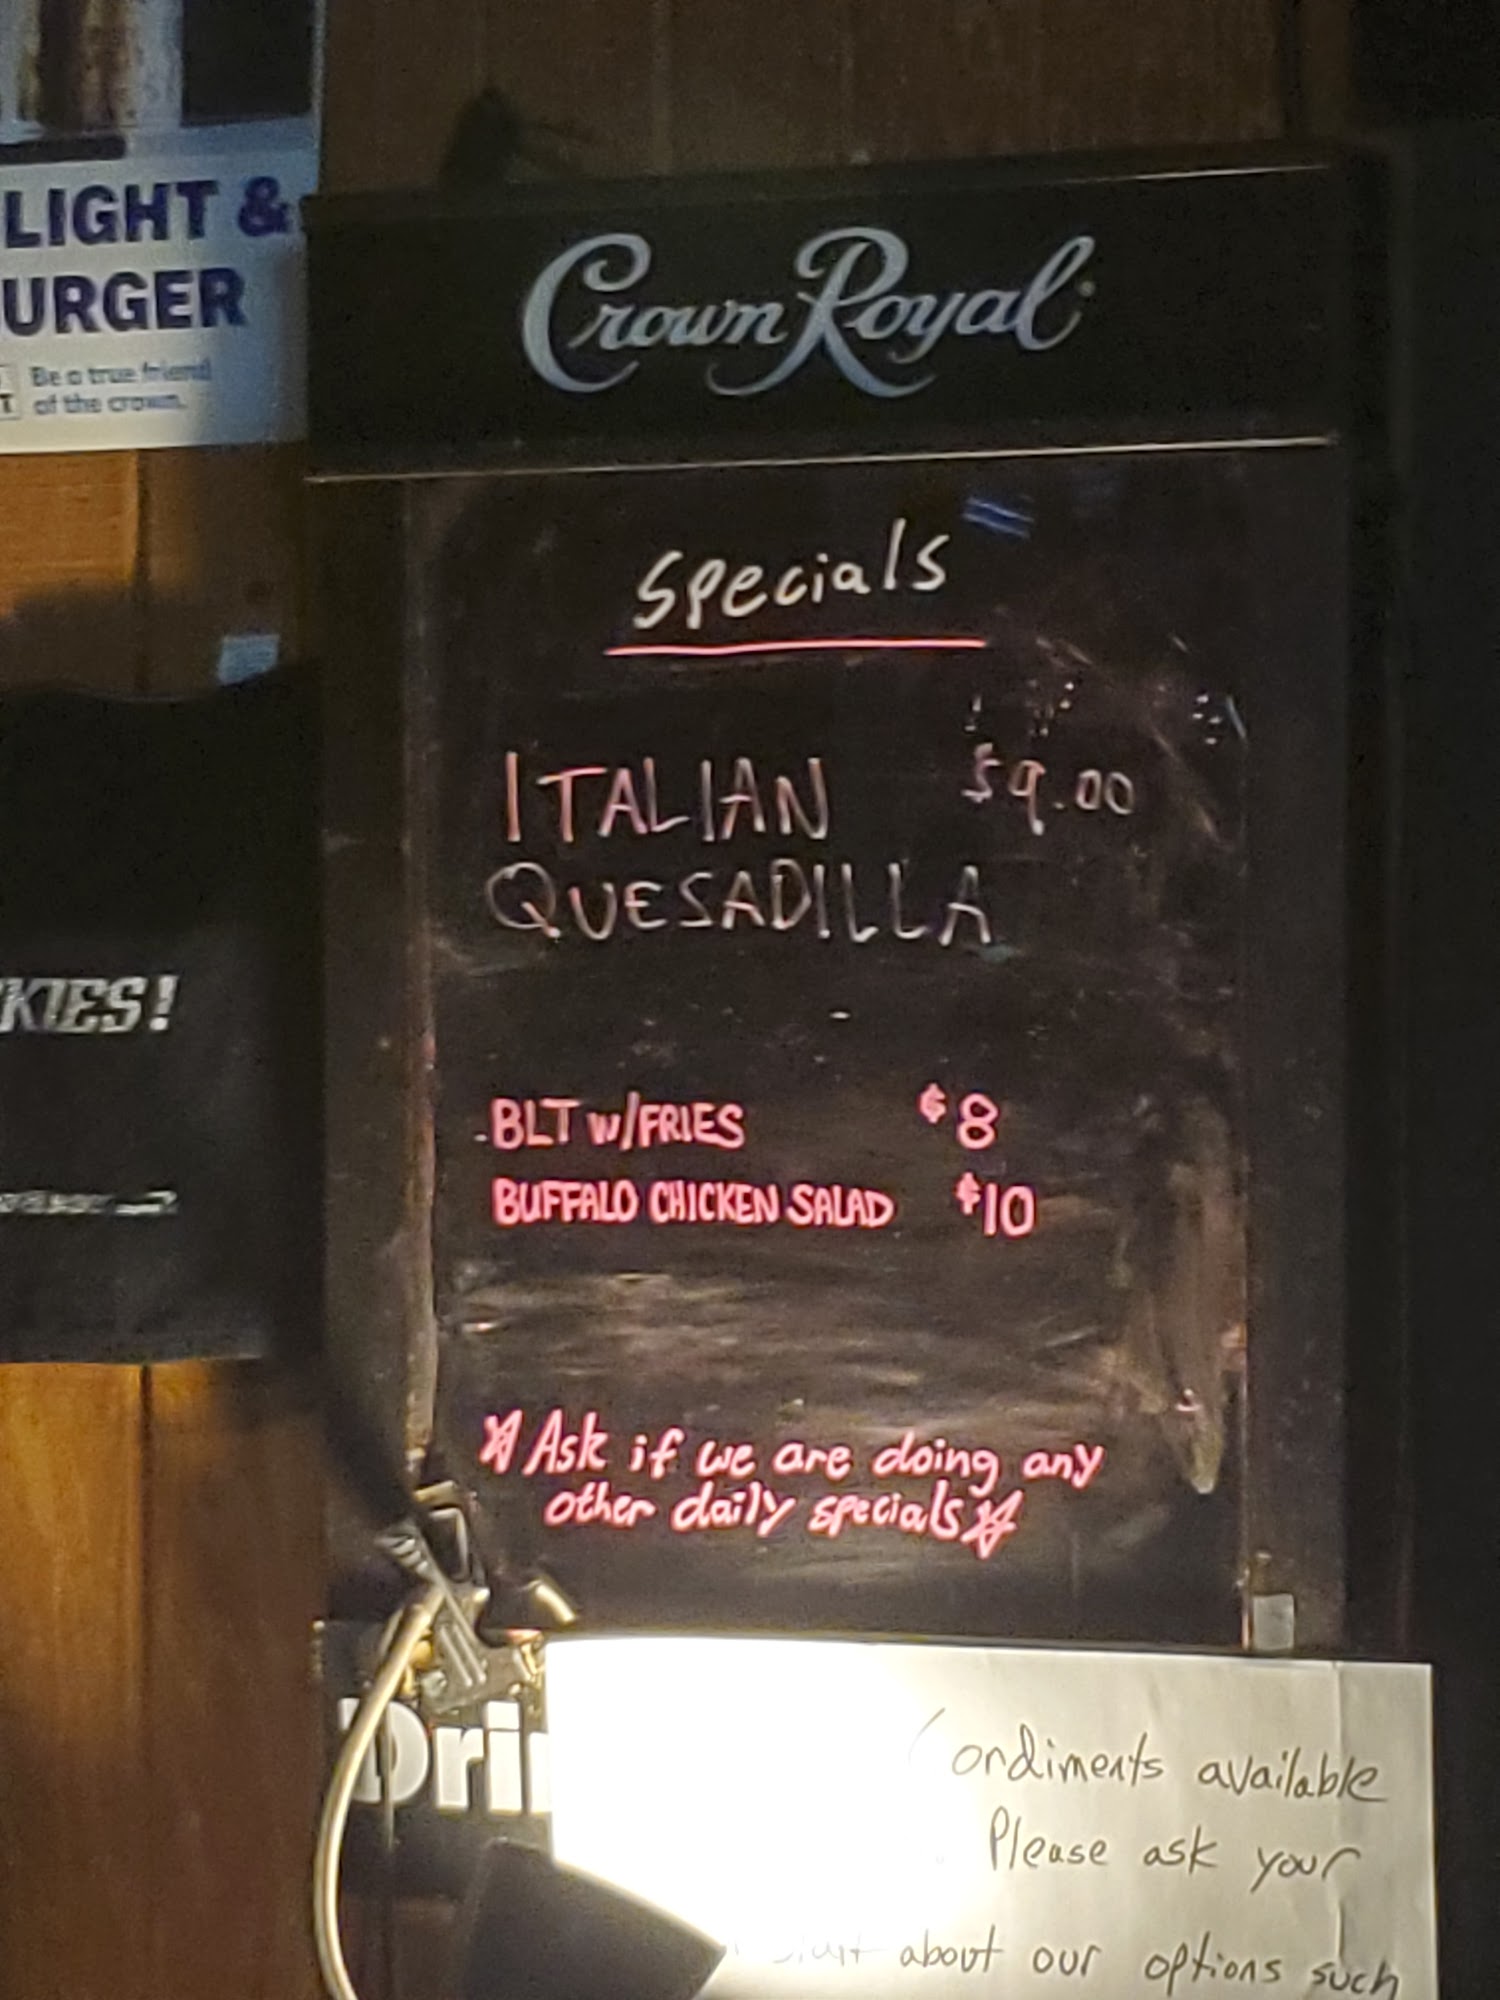 LIGHT &
URGER
Be a true friend
of the crown.
Crown Royal
Specials
ITALIAN $9.00
QUESADILLA
KIES!
BLT w/FRIES $8
BUFFALO CHICKEN SALAD $10
Ask if we are doing any
other daily specials
Dri
Condiments available
Please ask your
about our options such